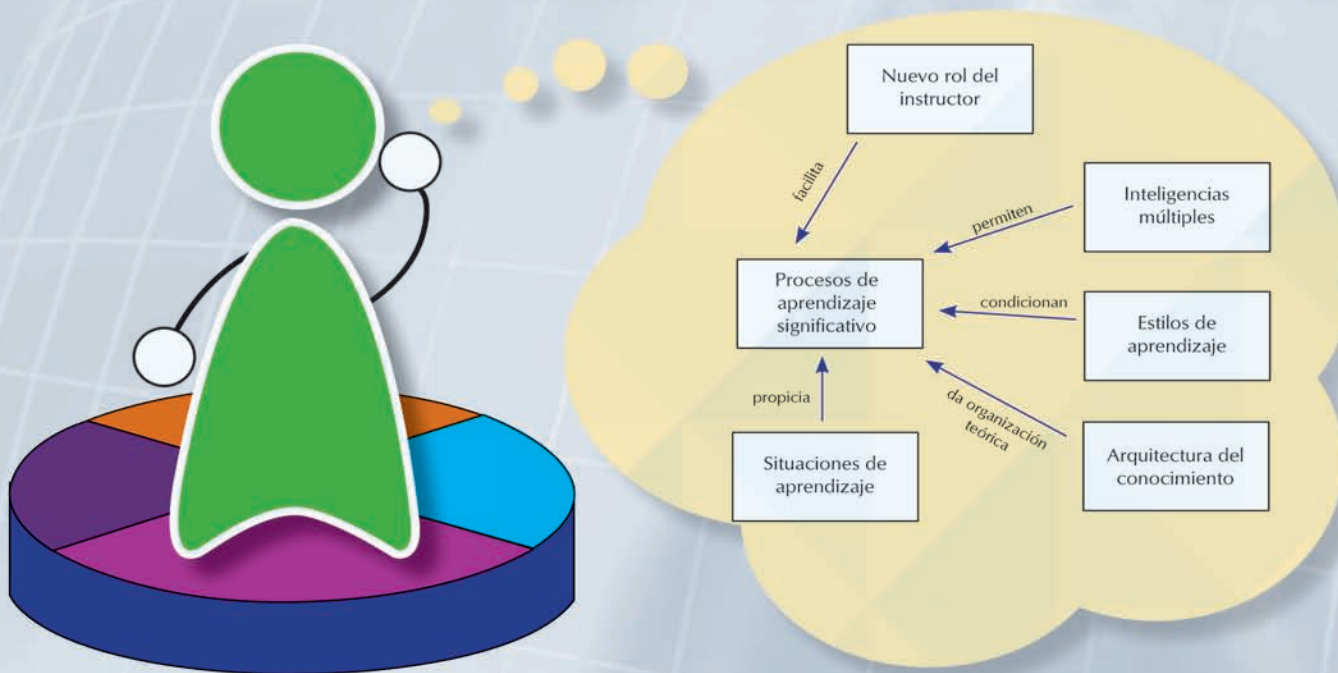 Nuevo rol del
instructor
facilita
Inteligencias
múltiples
permiten
Procesos de
aprendizaje
significativo
condicionan
Estilos de
aprendizaje
propicia
da organización
teórica
Situaciones de
aprendizaje
Arquitectura del
conocimiento